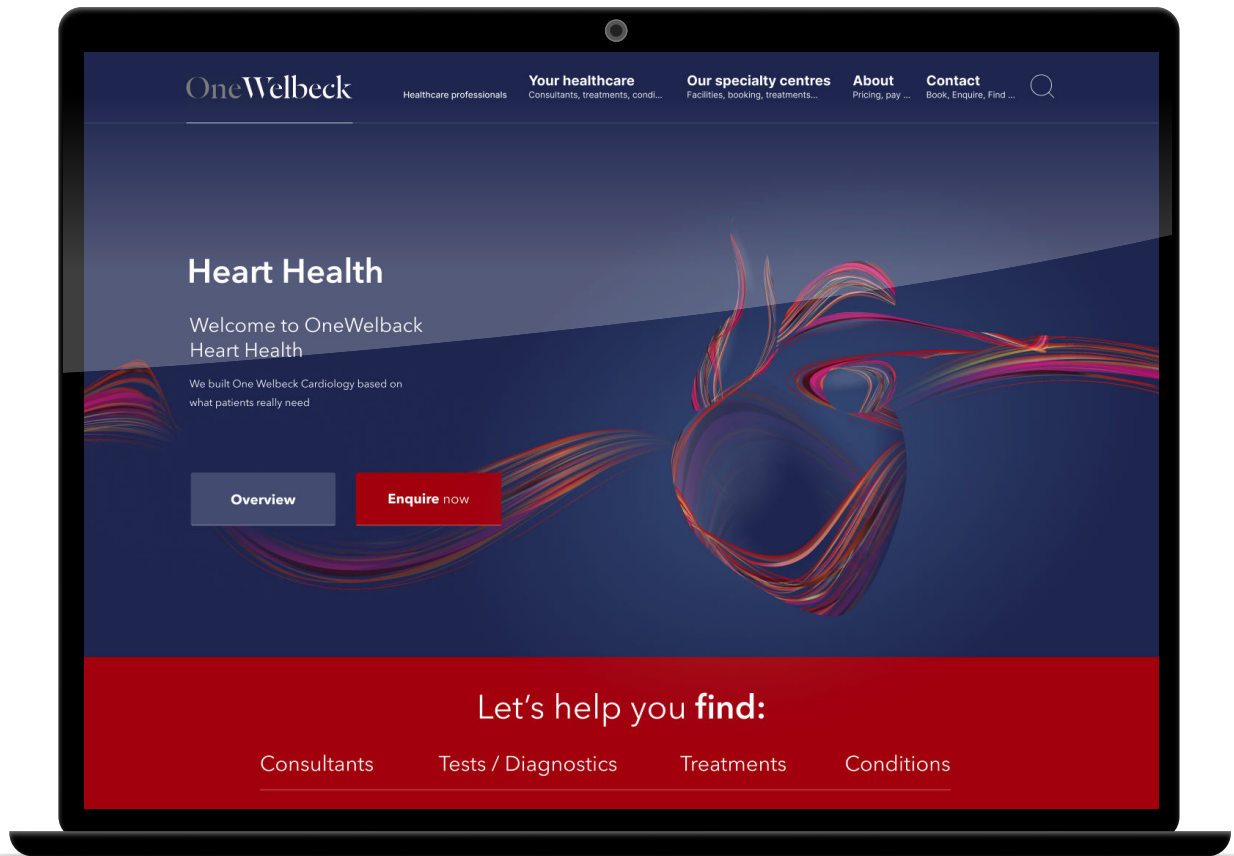 OneWelbeck
Healthcare professionals
Your healthcare
Consultants, treatments, condi...
Our specialty centres
Facilities, booking, treatments...
About
Pricing, pay ...
Contact
Book, Enquire, Find ...
Heart Health
Welcome to OneWelback
Heart Health
We built One Welbeck Cardiology based on
what patients really need
Overview
Enquire now
Let's help you find:
Consultants
Tests / Diagnostics
Treatments
Conditions